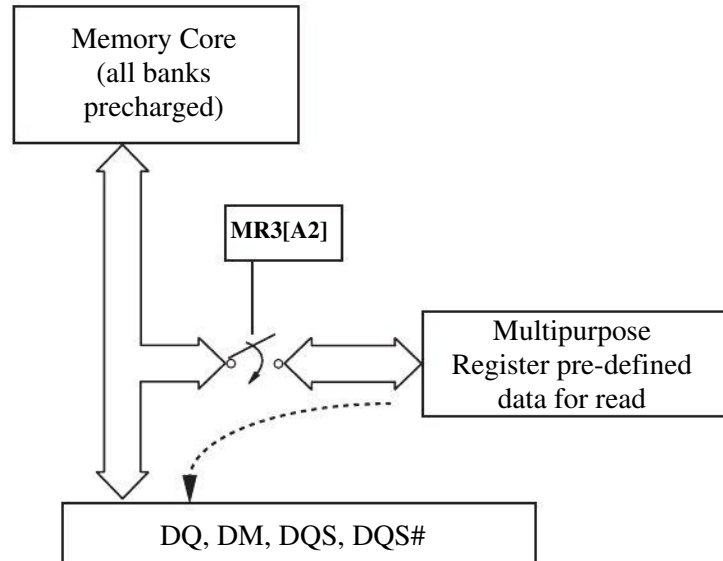 Memory Core
(all banks
precharged)
MR3[A2]
Multipurpose
Register pre-defined
data for read
DQ, DM, DQS, DQS#